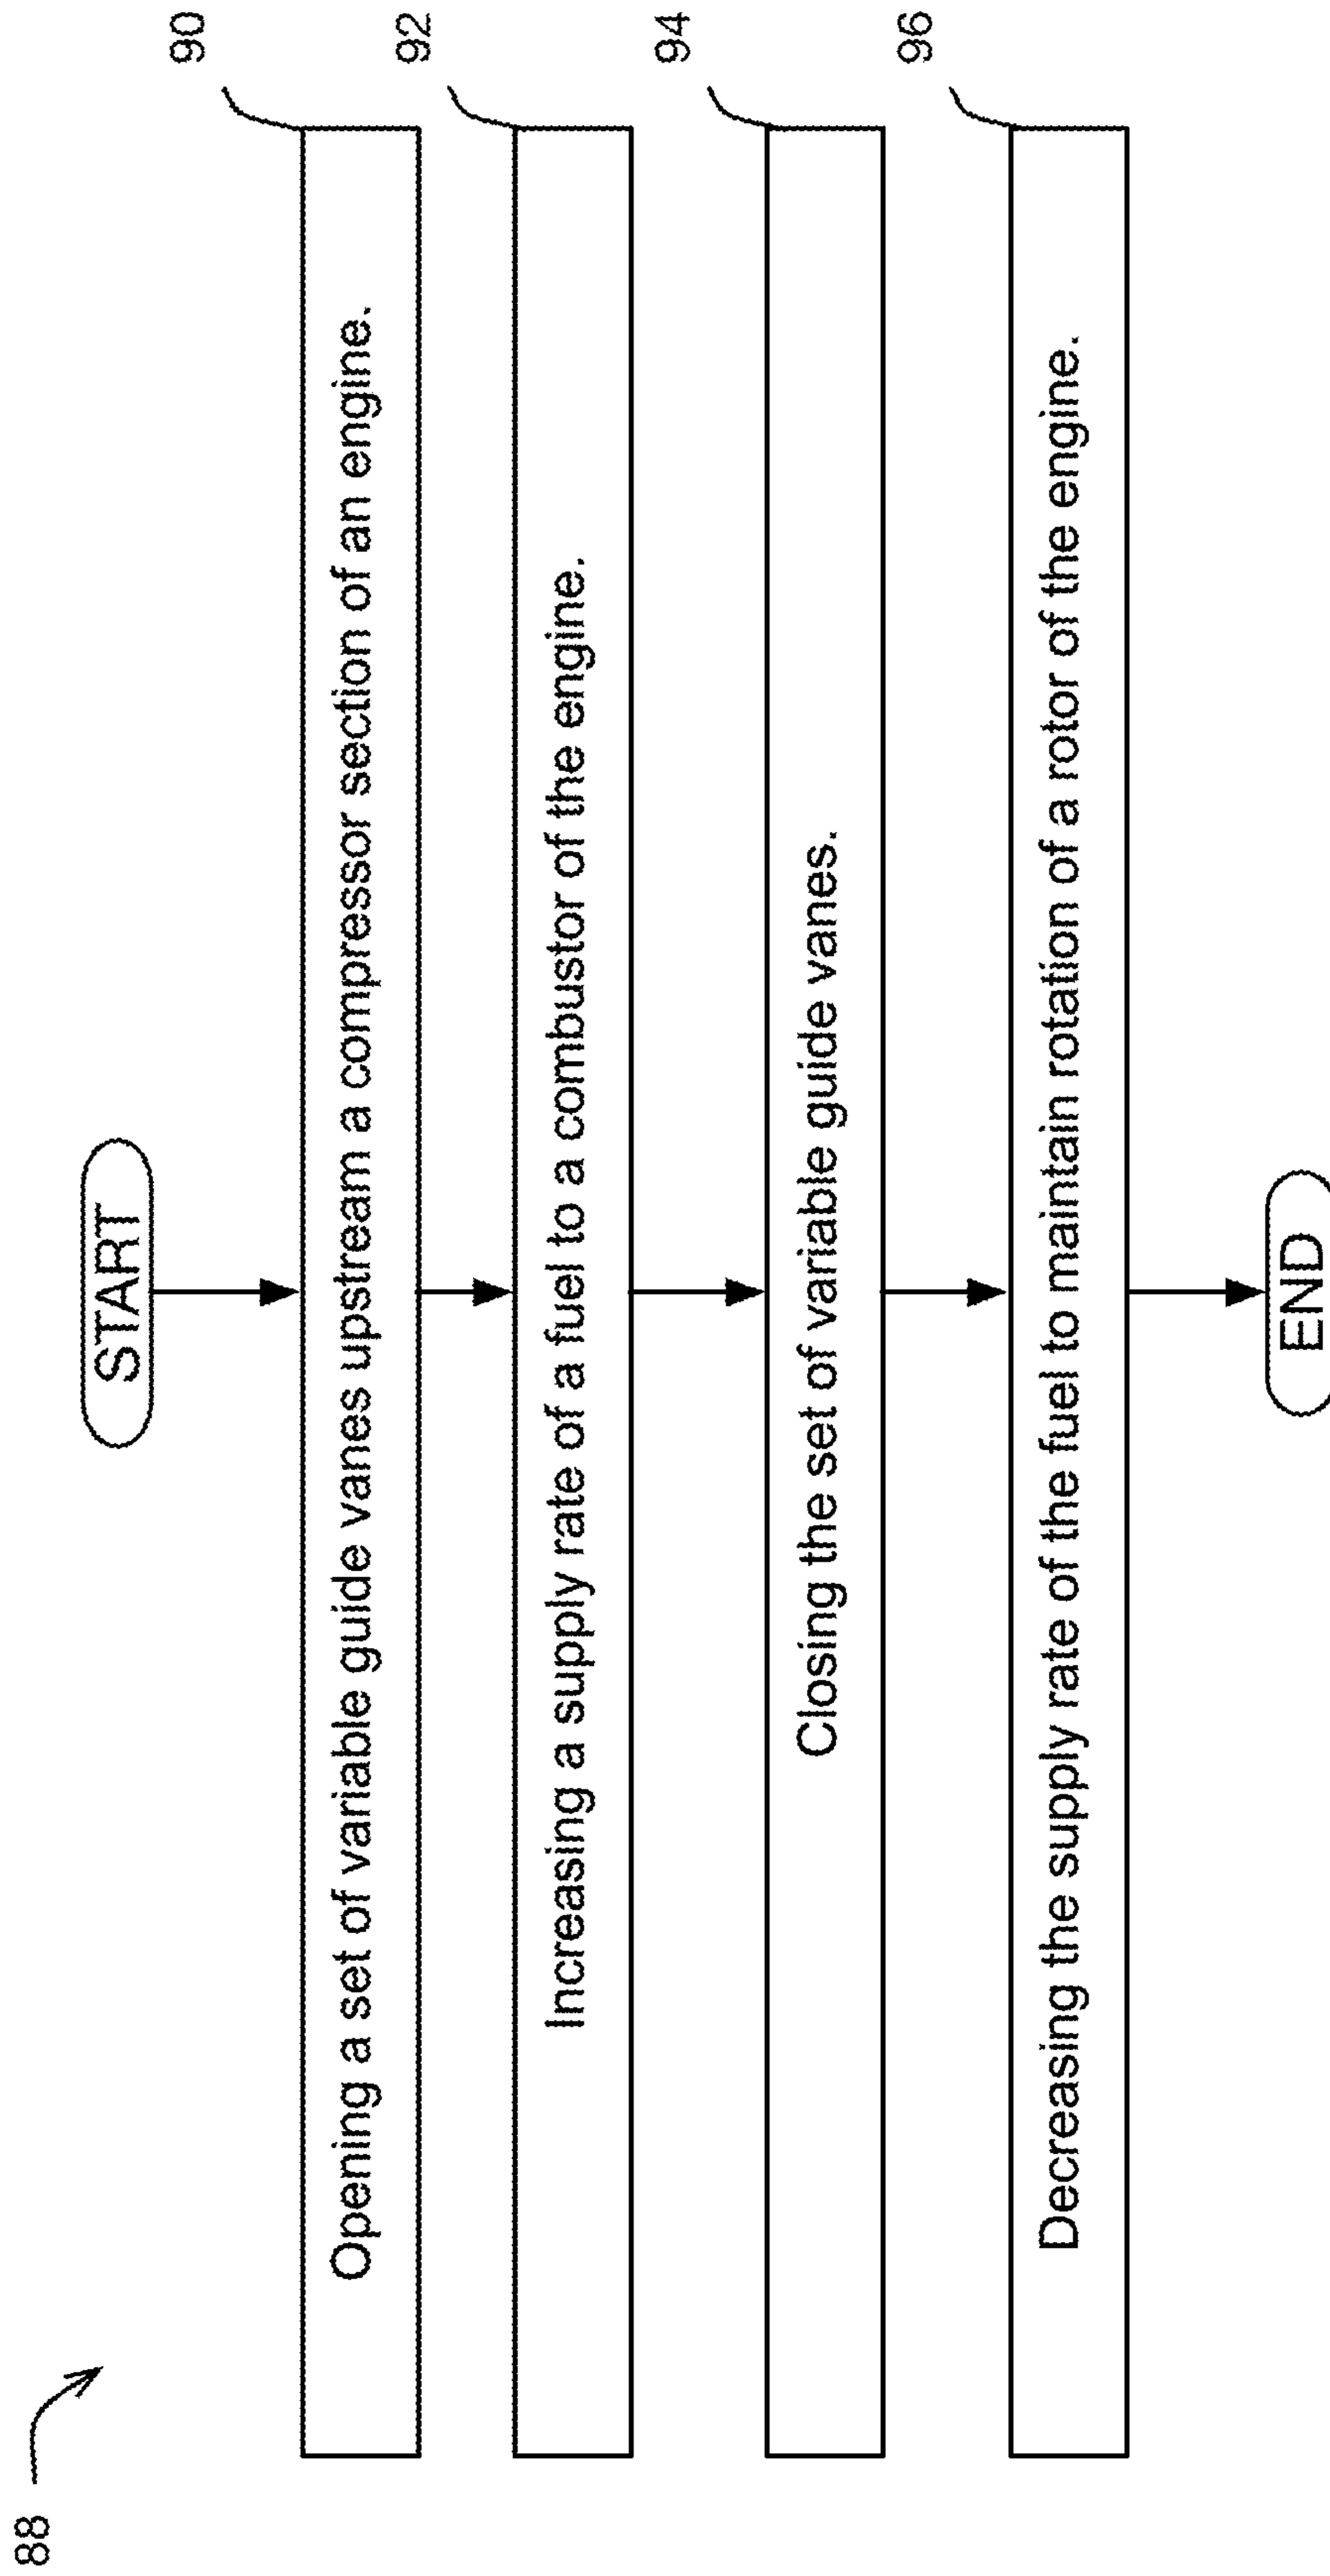 88
START
90
Opening a set of variable guide vanes upstream a compressor section of an engine.
92
Increasing a supply rate of a fuel to a combustor of the engine.
94
Closing the set of variable guide vanes.
96
Decreasing the supply rate of the fuel to maintain rotation of a rotor of the engine.
END